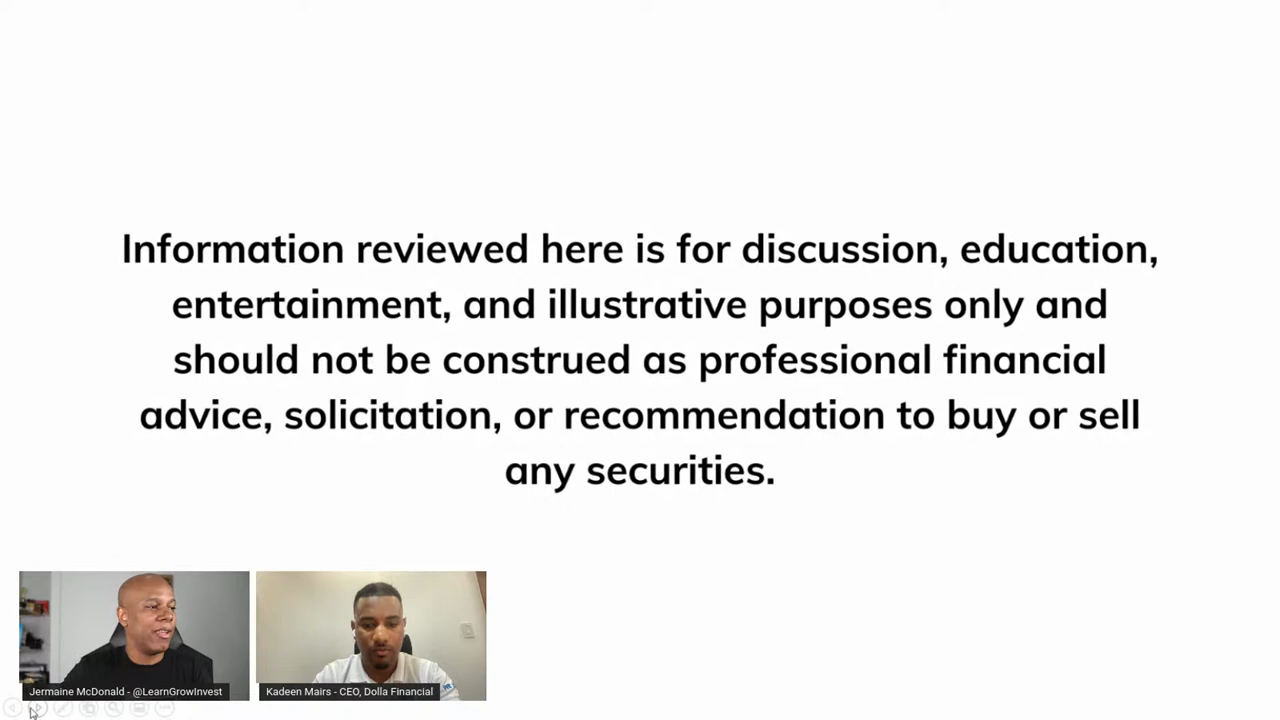 Information reviewed here is for discussion, education,
entertainment, and illustrative purposes only and
should not be construed as professional financial
advice, solicitation, or recommendation to buy or sell
any securities.
Jermaine McDonald - @LearnGrowInvest
Kadeen Mairs - CEO, Dolla Financial